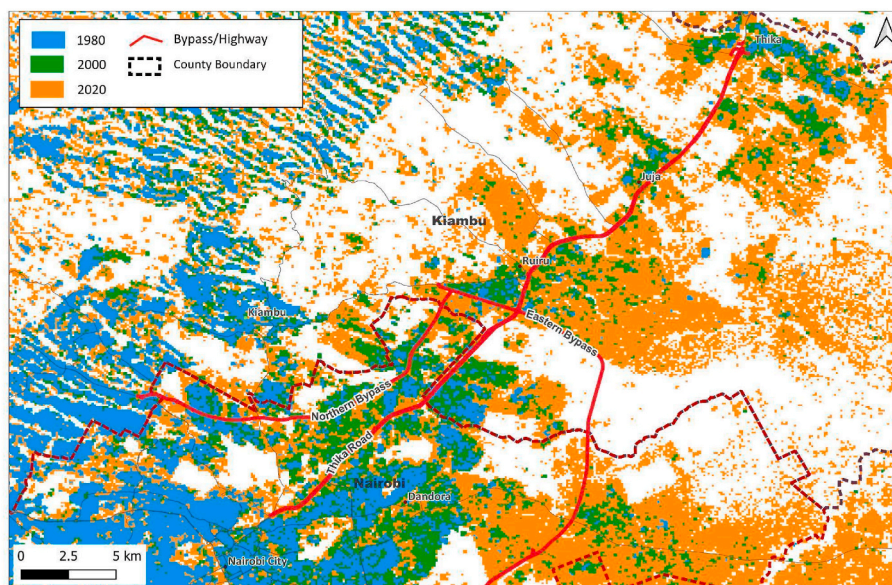 1980
Bypass/Highway
2000
County Boundary
2020
Thika
Juja
Kiambu
Ruiru
Kiambu
Eastern Bypass
Northern Bypass
Thika Road
Nairobi
Dandora
Nairobi City
0 2.5 5 km